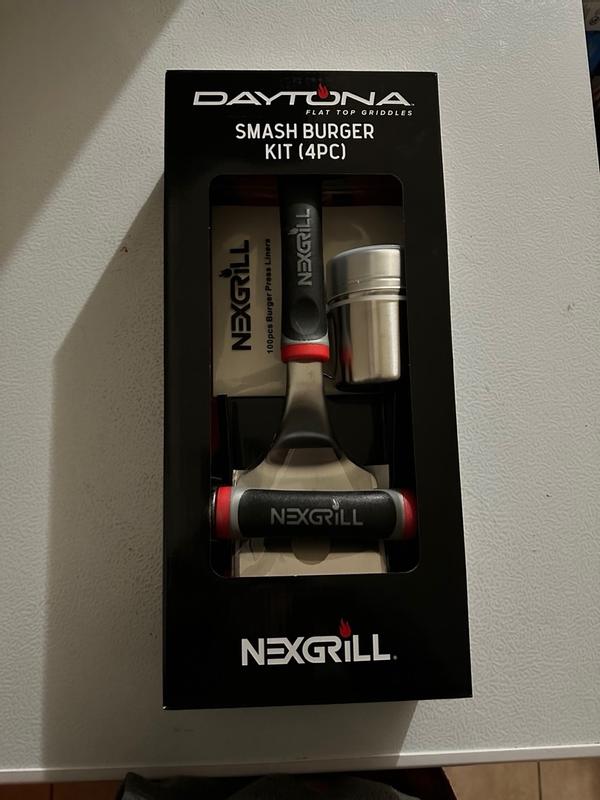 DAYTONA
FLAT TOP GRIDDLES
SMASH BURGER
KIT (4PC)
NEXGRILL
100pcs Burger Press Liners
NEXGRILL
NEXGRILL
NEXGRILL